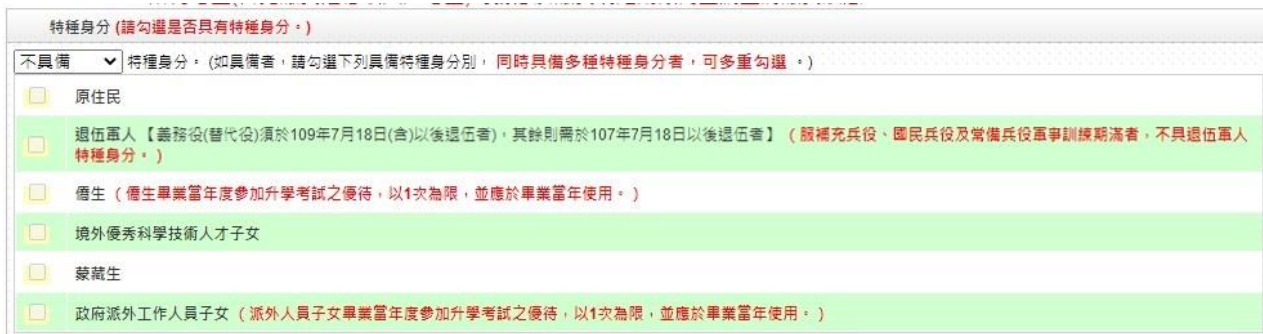 特種身分 (請勾選是否具有特種身分。)
不具備 特種身分。(如具備者，請勾選下列具備特種身分別，同時具備多種特種身分者，可多重勾選 。)
原住民
退伍軍人 【義務役(替代役)須於109年7月18日(含)以後退伍者)，其餘則需於107年7月18日以後退伍者】 （服補充兵役、國民兵役及常備兵役軍事訓練期滿者，不具退伍軍人
特種身分。）
僑生（僑生畢業當年度參加升學考試之優待，以1次為限，並應於畢業當年使用。）
境外優秀科學技術人才子女
蒙藏生
政府派外工作人員子女（派外人員子女畢業當年度參加升學考試之優待，以1次為限，並應於畢業當年使用。）